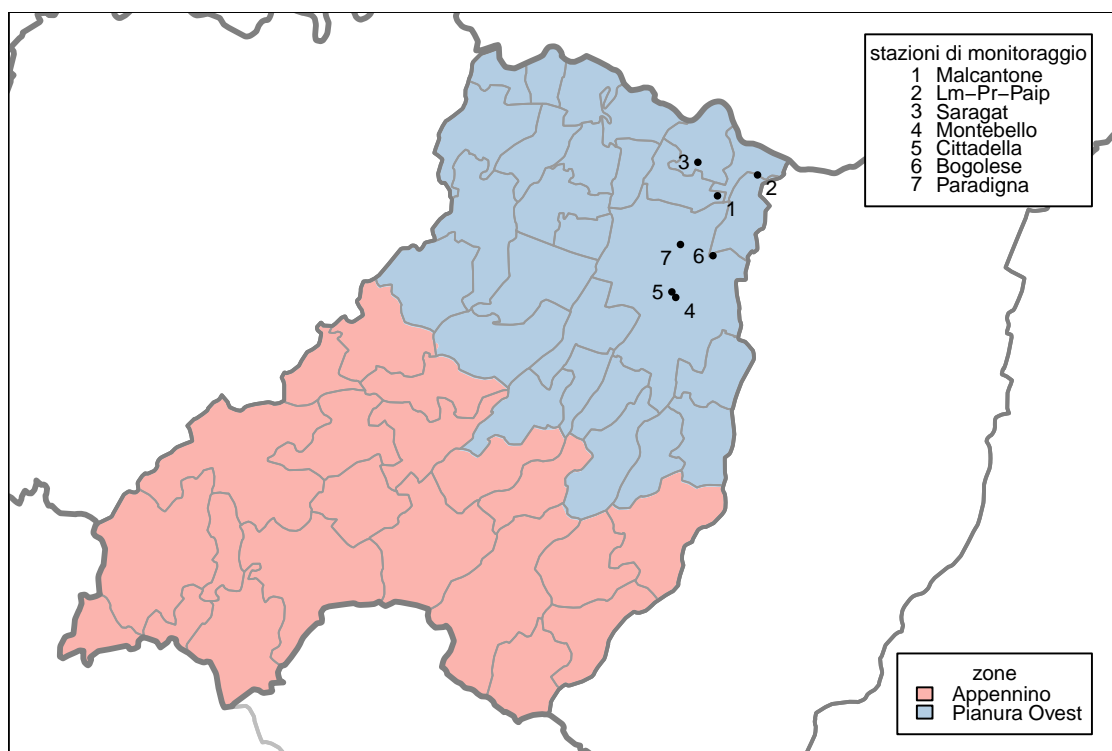 stazioni di monitoraggio
1 Malcantone
2 Lm−Pr−Paip
3 Saragat
4 Montebello
5 Cittadella
6 Bogolese
7 Paradigna
3
2
1
7
6
5
4
zone
Appennino
Pianura Ovest